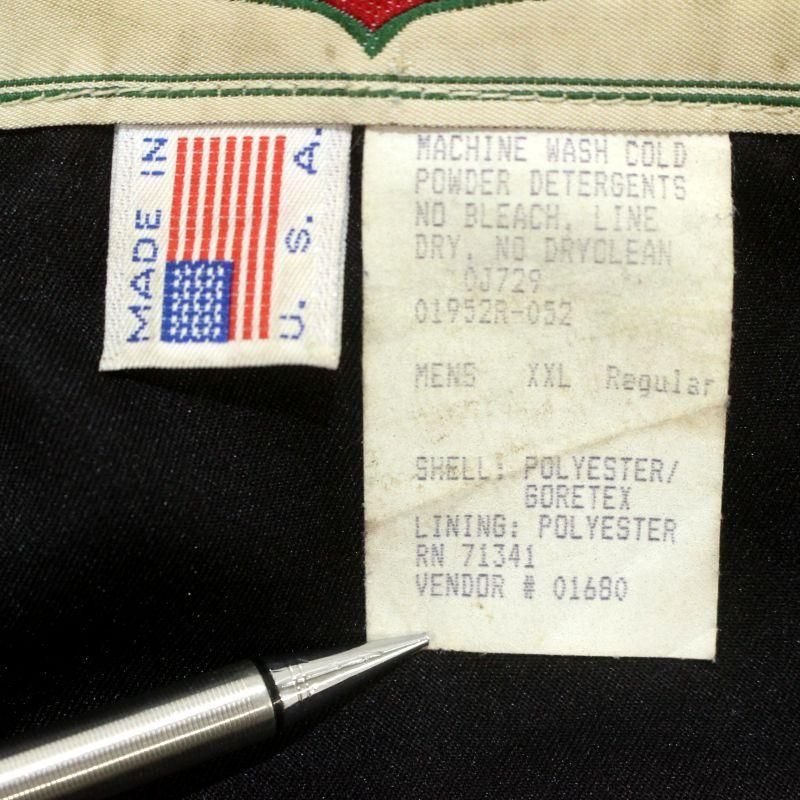 MADE IN
U. S. A.
MACHINE WASH COLD
POWDER DETERGENTS
NO BLEACH, LINE
DRY, NO DRYCLEAN
OJ729
01952R-052
MENS XXL Regular
SHELL: POLYESTER/
GORETEX
LINING: POLYESTER
RN 71341
VENDOR # 01680